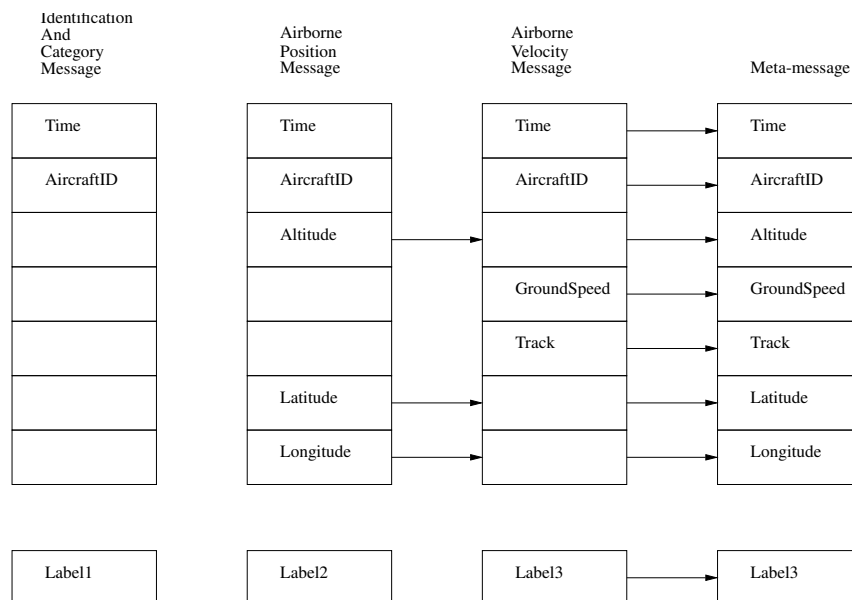 Identification
And
Category
Message
Airborne
Position
Message
Airborne
Velocity
Message
Meta-message
Time
Time
Time
Time
AircraftID
AircraftID
AircraftID
AircraftID
Altitude
Altitude
GroundSpeed
GroundSpeed
Track
Track
Latitude
Latitude
Longitude
Longitude
Label1
Label2
Label3
Label3